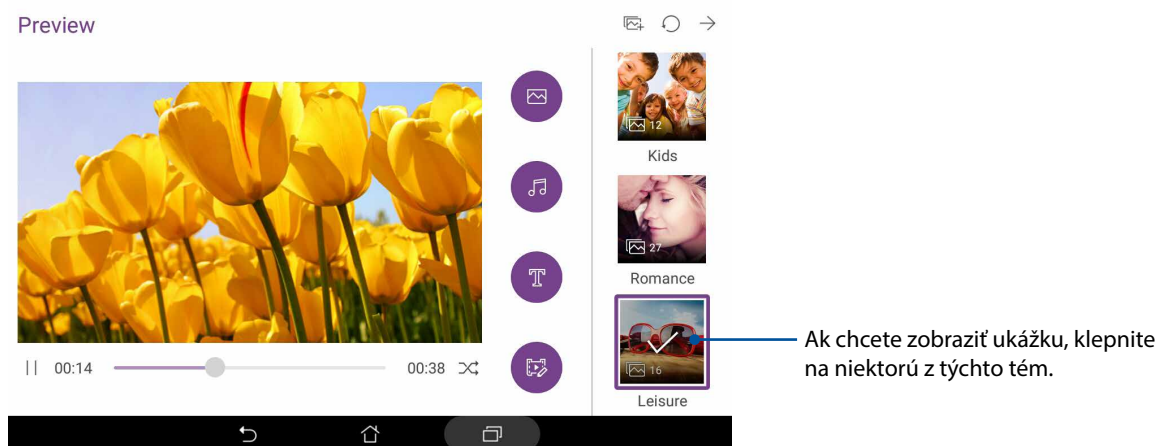 Preview
12
Kids
27
Romance
T
16
Leisure
00:14
00:38
Ak chcete zobraziť ukážku, klepnite
na niektorú z týchto tém.